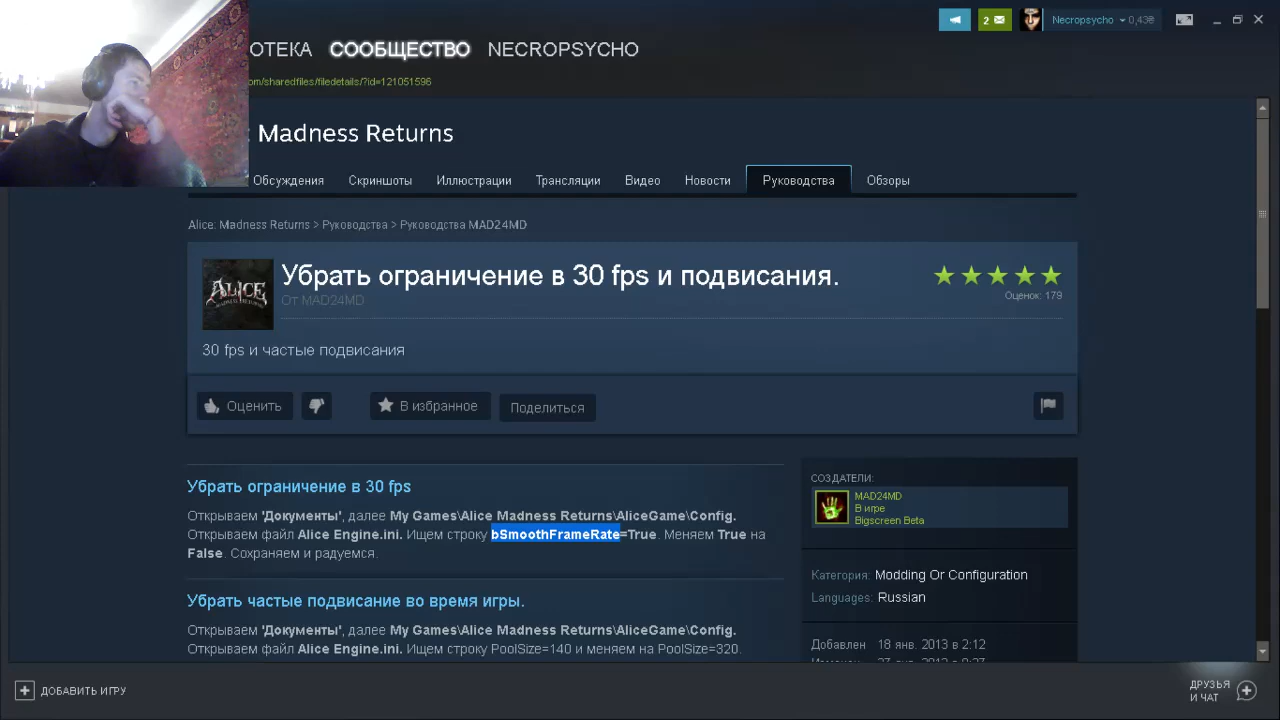 2
Necropsycho
0,43₴
ОТЕКА СООБЩЕСТВО NECROPSYCHO
om/sharedfiles/filedetails/?id=121051596
: Madness Returns
Обсуждения Скриншоты Иллюстрации Трансляции Видео Новости Руководства Обзоры
Alice: Madness Returns > Руководства > Руководства MAD24MD
ALICE
Убрать ограничение в 30 fps и подвисания.
От MAD24MD
Оценок: 179
30 fps и частые подвисания
Оценить В избранное Поделиться
Убрать ограничение в 30 fps
Открываем 'Документы', далее My Games\Alice Madness Returns\AliceGame\Config.
Открываем файл Alice Engine.ini. Ищем строку bSmoothFrameRate=True. Меняем True на
False. Сохраняем и радуемся.
Убрать частые подвисание во время игры.
Открываем 'Документы', далее My Games\Alice Madness Returns\AliceGame\Config.
Открываем файл Alice Engine.ini. Ищем строку PoolSize=140 и меняем на PoolSize=320.
СОЗДАТЕЛИ:
MAD24MD
В игре
Bigscreen Beta
Категория: Modding Or Configuration
Languages: Russian
Добавлен 18 янв. 2013 в 2:12
ДОБАВИТЬ ИГРУ
ДРУЗЬЯ
И ЧАТ